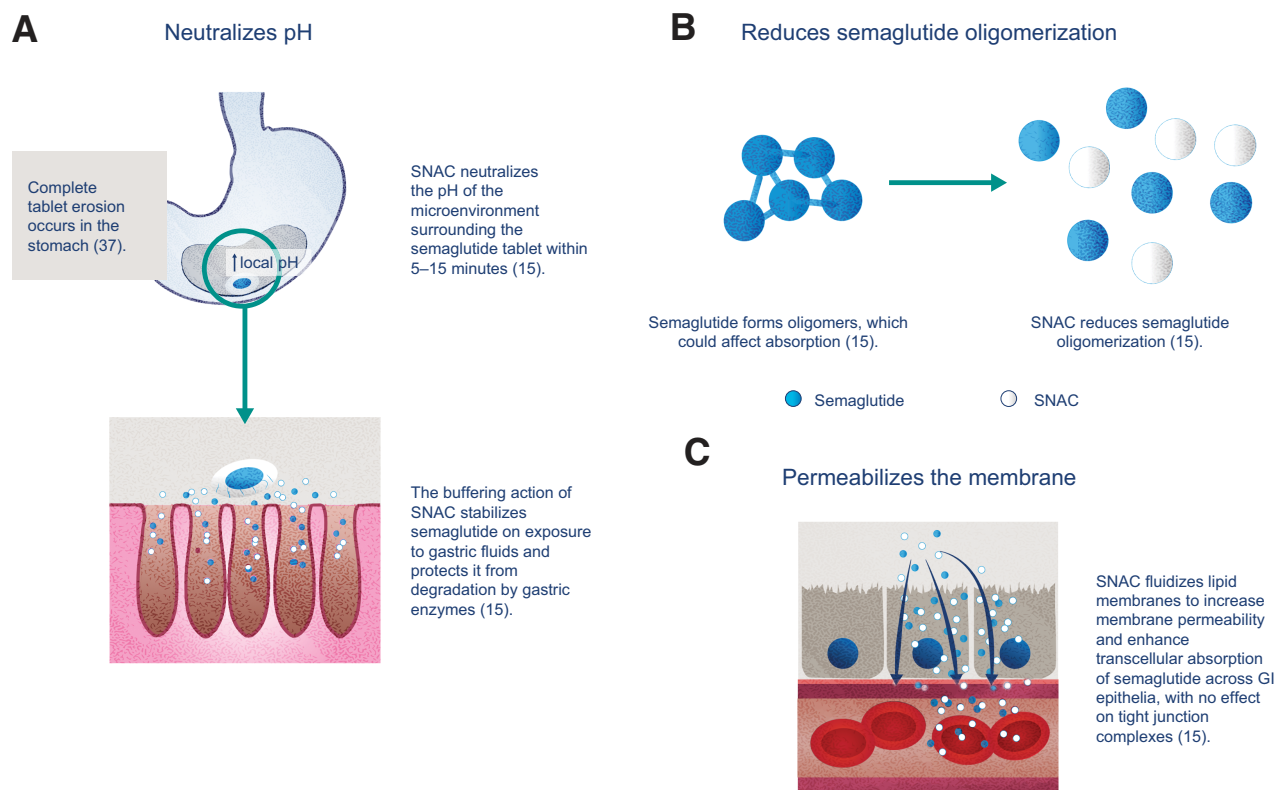 A
Neutralizes pH
Complete
tablet erosion
occurs in the
stomach (37).
↑ local pH
SNAC neutralizes
the pH of the
microenvironment
surrounding the
semaglutide tablet within
5–15 minutes (15).
The buffering action of
SNAC stabilizes
semaglutide on exposure
to gastric fluids and
protects it from
degradation by gastric
enzymes (15).
B
Reduces semaglutide oligomerization
Semaglutide forms oligomers, which
could affect absorption (15).
SNAC reduces semaglutide
oligomerization (15).
Semaglutide
SNAC
C
Permeabilizes the membrane
SNAC fluidizes lipid
membranes to increase
membrane permeability
and enhance
transcellular absorption
of semaglutide across GI
epithelia, with no effect
on tight junction
complexes (15).